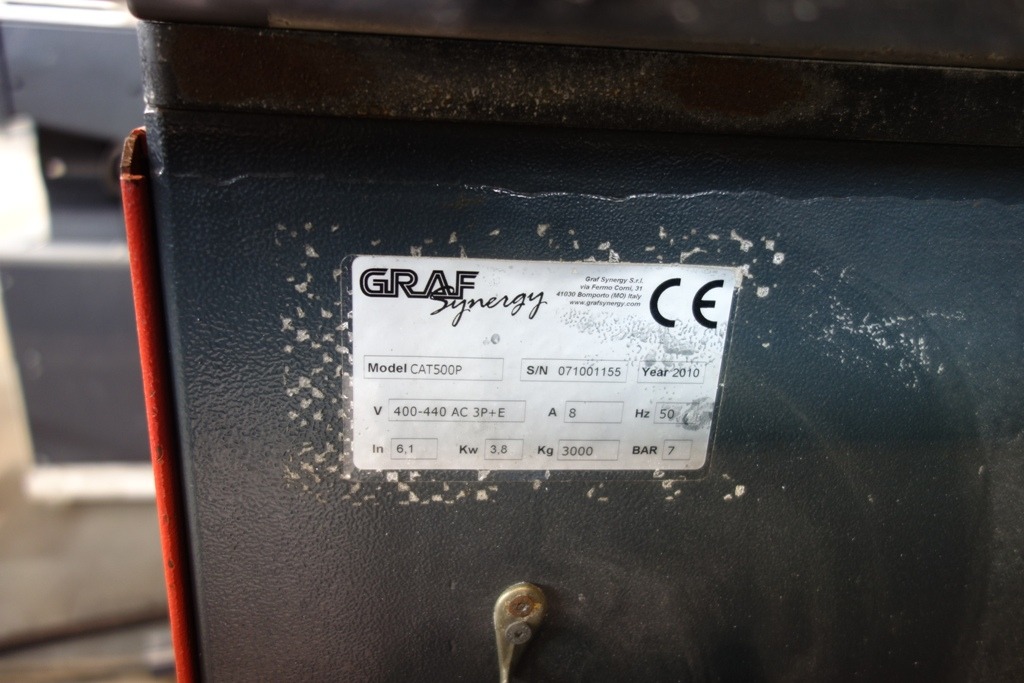 GRAF
Synergy
Graf Synergy S.r.l.
via Fermo Corni, 31
41030 Bomporto (MO) Italy
www.grafsynergy.com
CE
Model CAT500P S/N 071001155 Year 2010
V 400-440 AC 3P+E A 8 Hz 50
In 6,1 Kw 3,8 Kg 3000 BAR 7